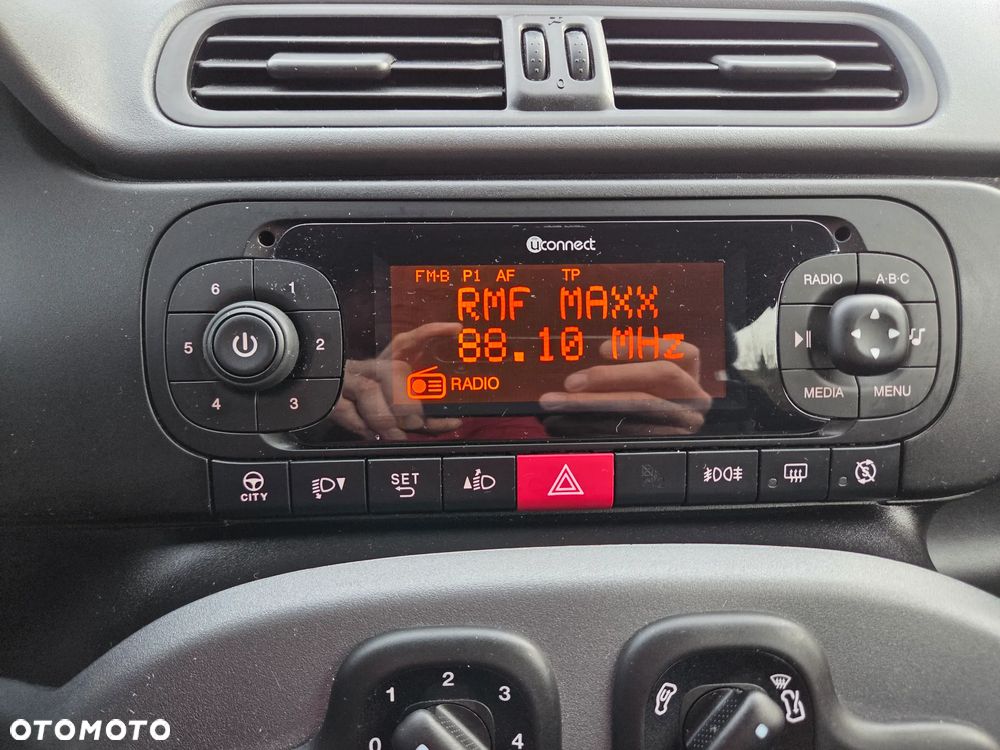 uconnect
FM-B P1 AF TP
RMF MAXX
88.10 MHz
RADIO
6 1
5 2
4 3
RADIO A·B·C
MEDIA MENU
CITY
SET
0
0 1 2 3 4
OTOMOTO